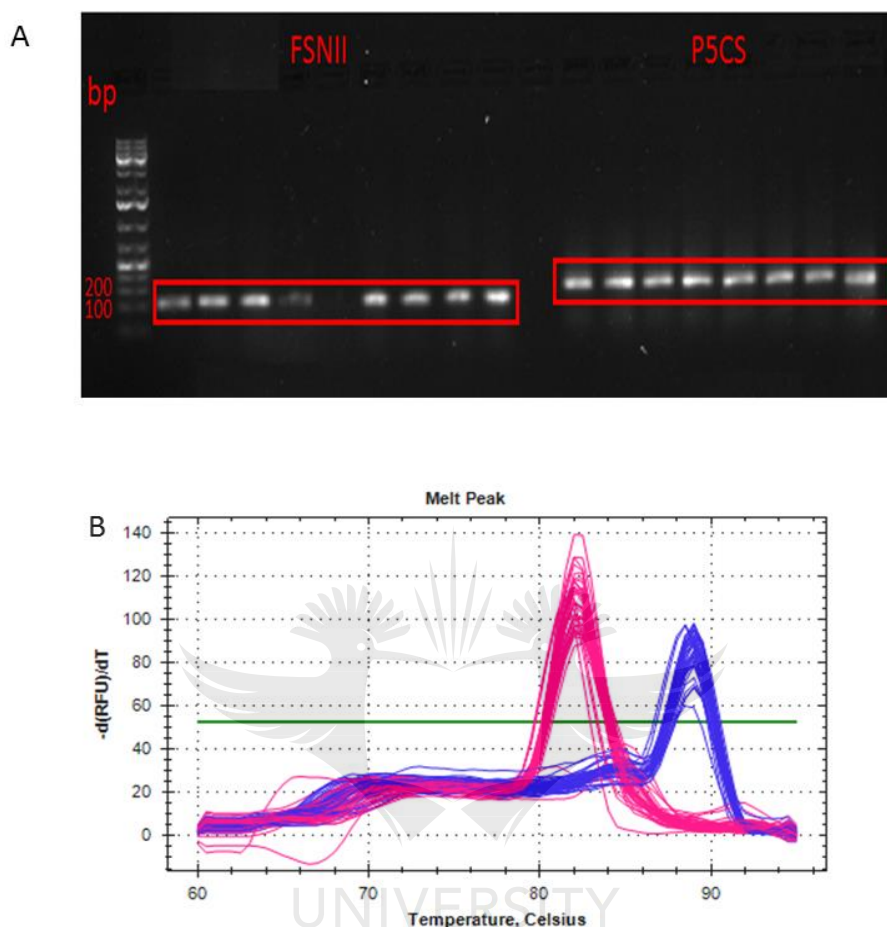 A
FSNII
P5CS
bp
200
100
Melt Peak
B
140
120
100
80
60
40
20
0
-d(RFU)/dT
60
70
80
90
UNIVERSITY
Temperature, Celsius